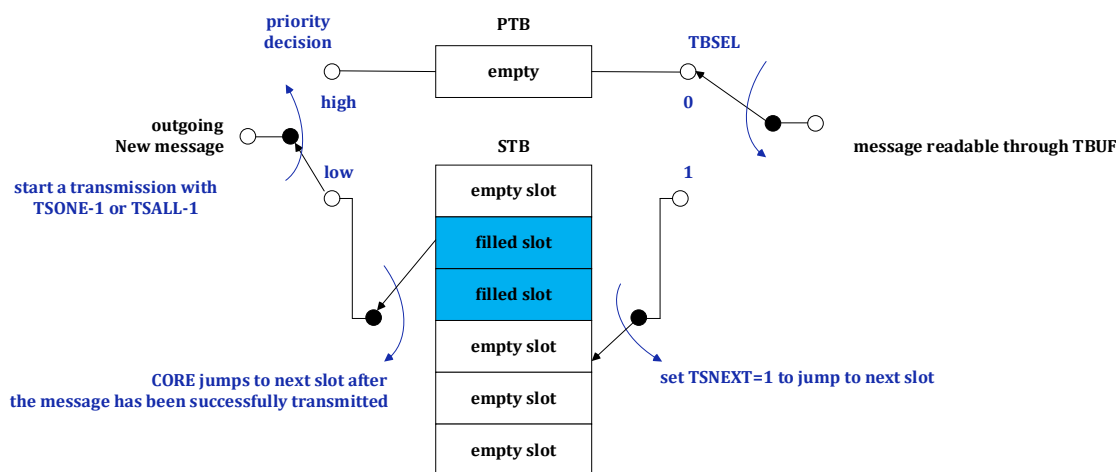 priority
decision
PTB
TBSEL
empty
high
0
outgoing
New message
STB
message readable through TBUF
low
1
start a transmission with
TSONE-1 or TSALL-1
empty slot
filled slot
filled slot
empty slot
CORE jumps to next slot after
the message has been successfully transmitted
set TSNEXT=1 to jump to next slot
empty slot
empty slot